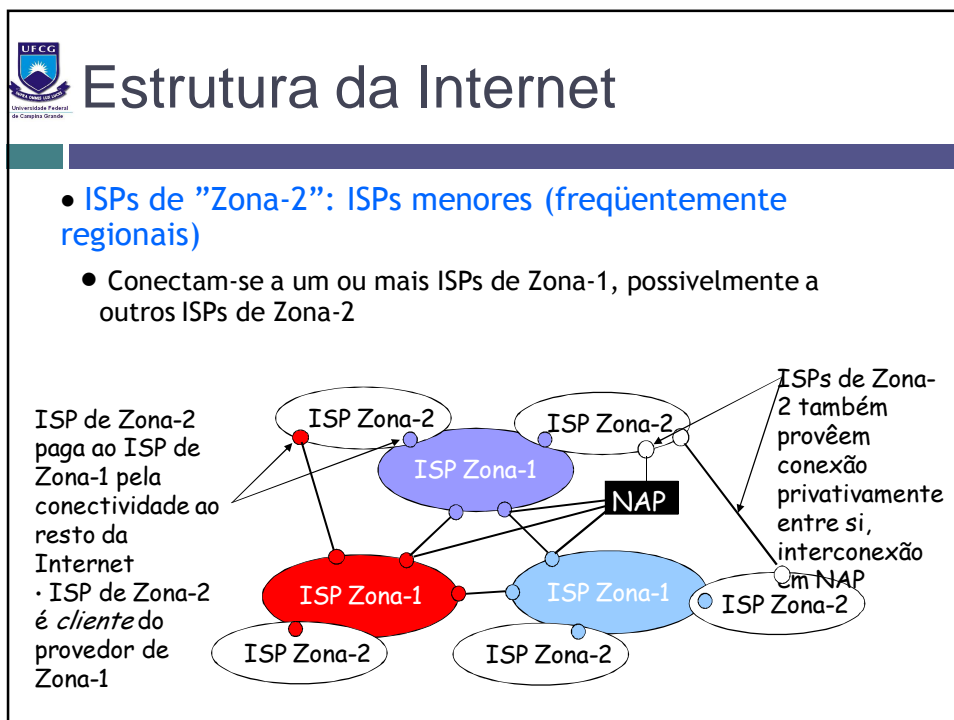 UFCG
Universidade Federal
de Campina Grande
Estrutura da Internet
• ISPs de ”Zona-2”: ISPs menores (freqüentemente
regionais)
• Conectam-se a um ou mais ISPs de Zona-1, possivelmente a
outros ISPs de Zona-2
ISP de Zona-2
paga ao ISP de
Zona-1 pela
conectividade ao
resto da
Internet
· ISP de Zona-2
é cliente do
provedor de
Zona-1
ISP Zona-2
ISP Zona-2
ISP Zona-1
NAP
ISP Zona-1
ISP Zona-1
ISP Zona-2
ISP Zona-2
ISP Zona-2
ISPs de Zona-
2 também
provêem
conexão
privativamente
entre si,
interconexão
em NAP